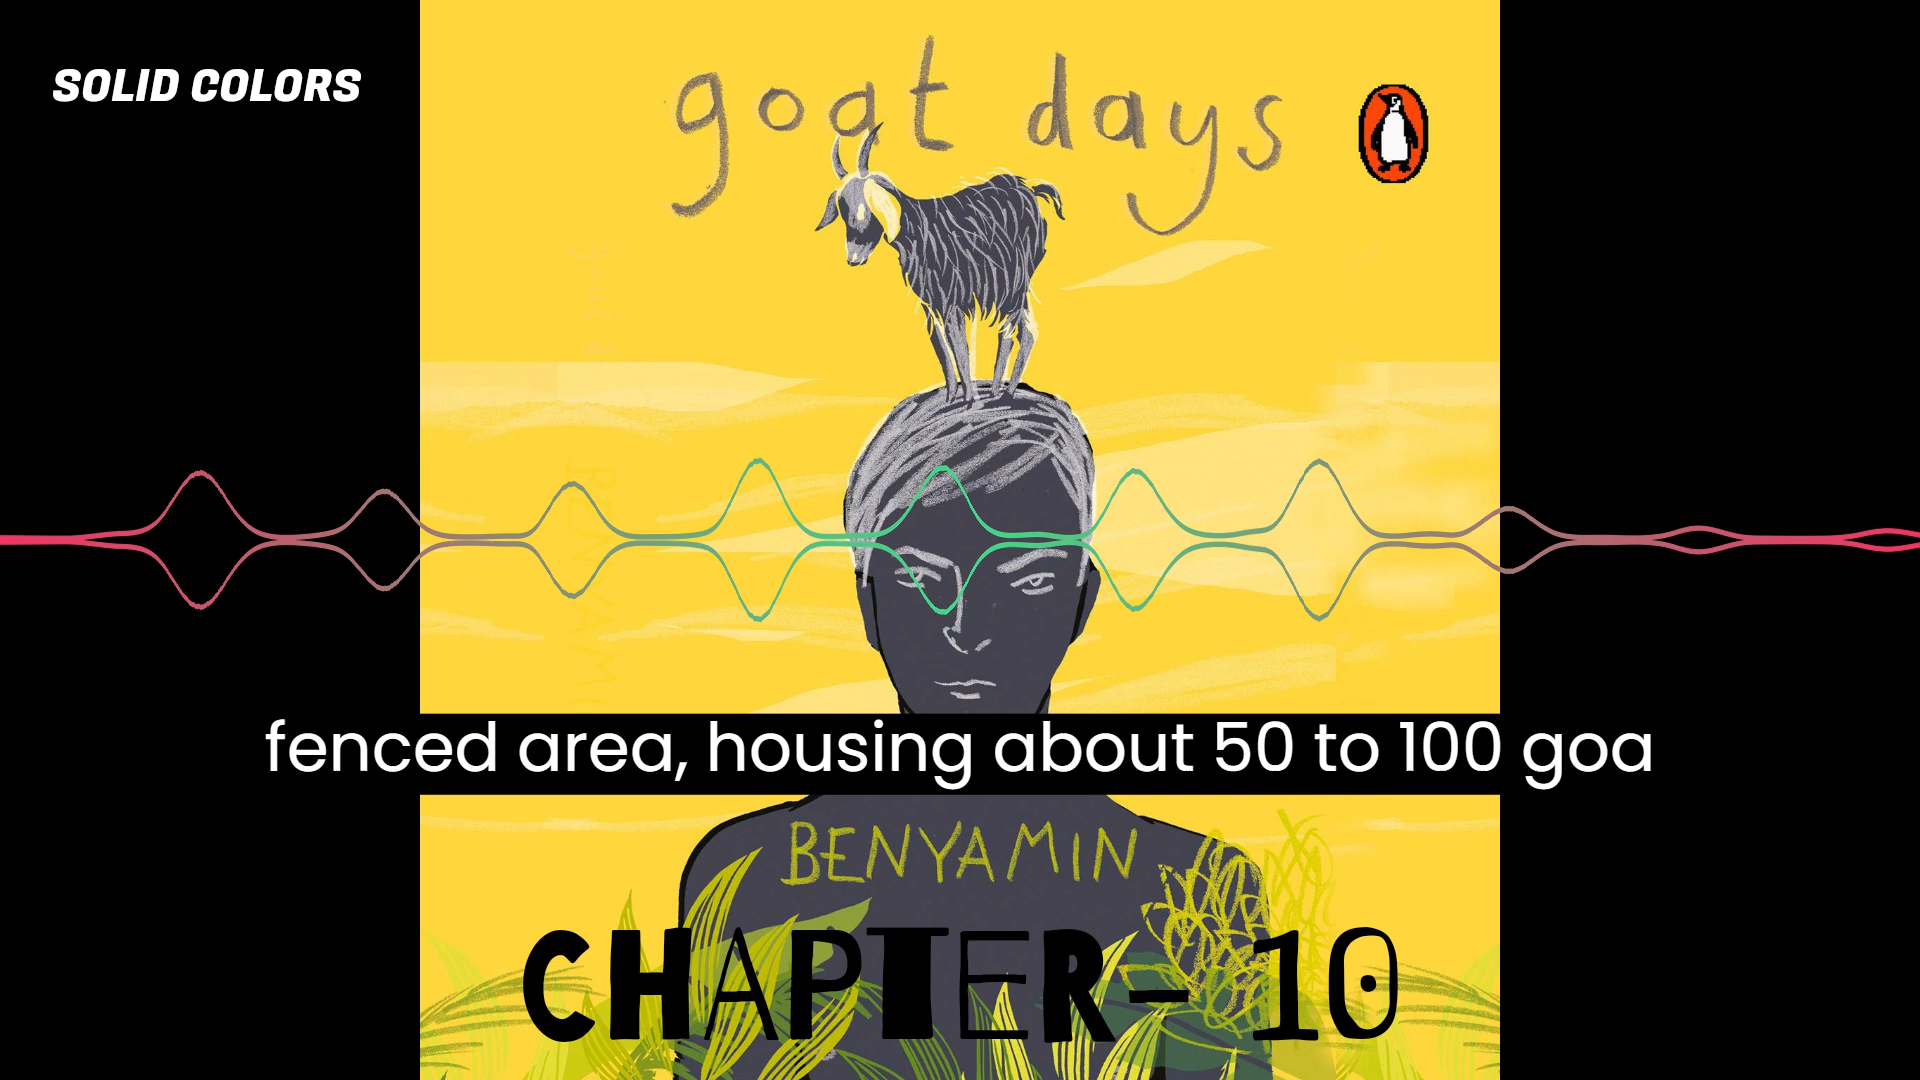 SOLID COLORS
goat days
fenced area, housing about 50 to 100 goa
BENYAMIN
CHAPTER- 10